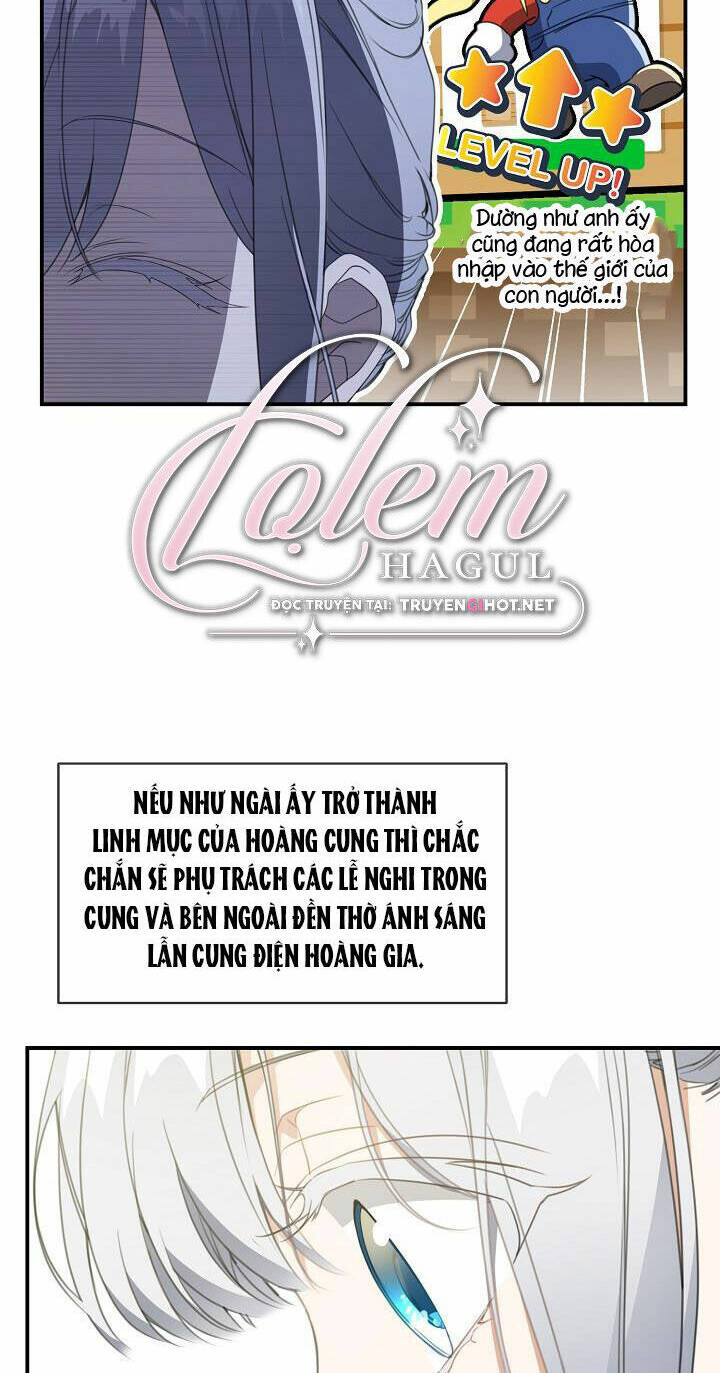 LEVEL UP!
Dường như anh ấy
cũng đang rất hòa
nhập vào thế giới của
con người...!
Lọlem
HAGUL
ĐỌC TRUYỆN TẠI: TRUYENGIHOT.NET
NẾU NHƯ NGÀI ẤY TRỞ THÀNH
LINH MỤC CỦA HOÀNG CUNG THÌ CHẮC
CHẮN SẼ PHỤ TRÁCH CÁC LỄ NGHI TRONG
CUNG VÀ BÊN NGOÀI ĐỀN THỜ ÁNH SÁNG
LẪN CUNG ĐIỆN HOÀNG GIA.